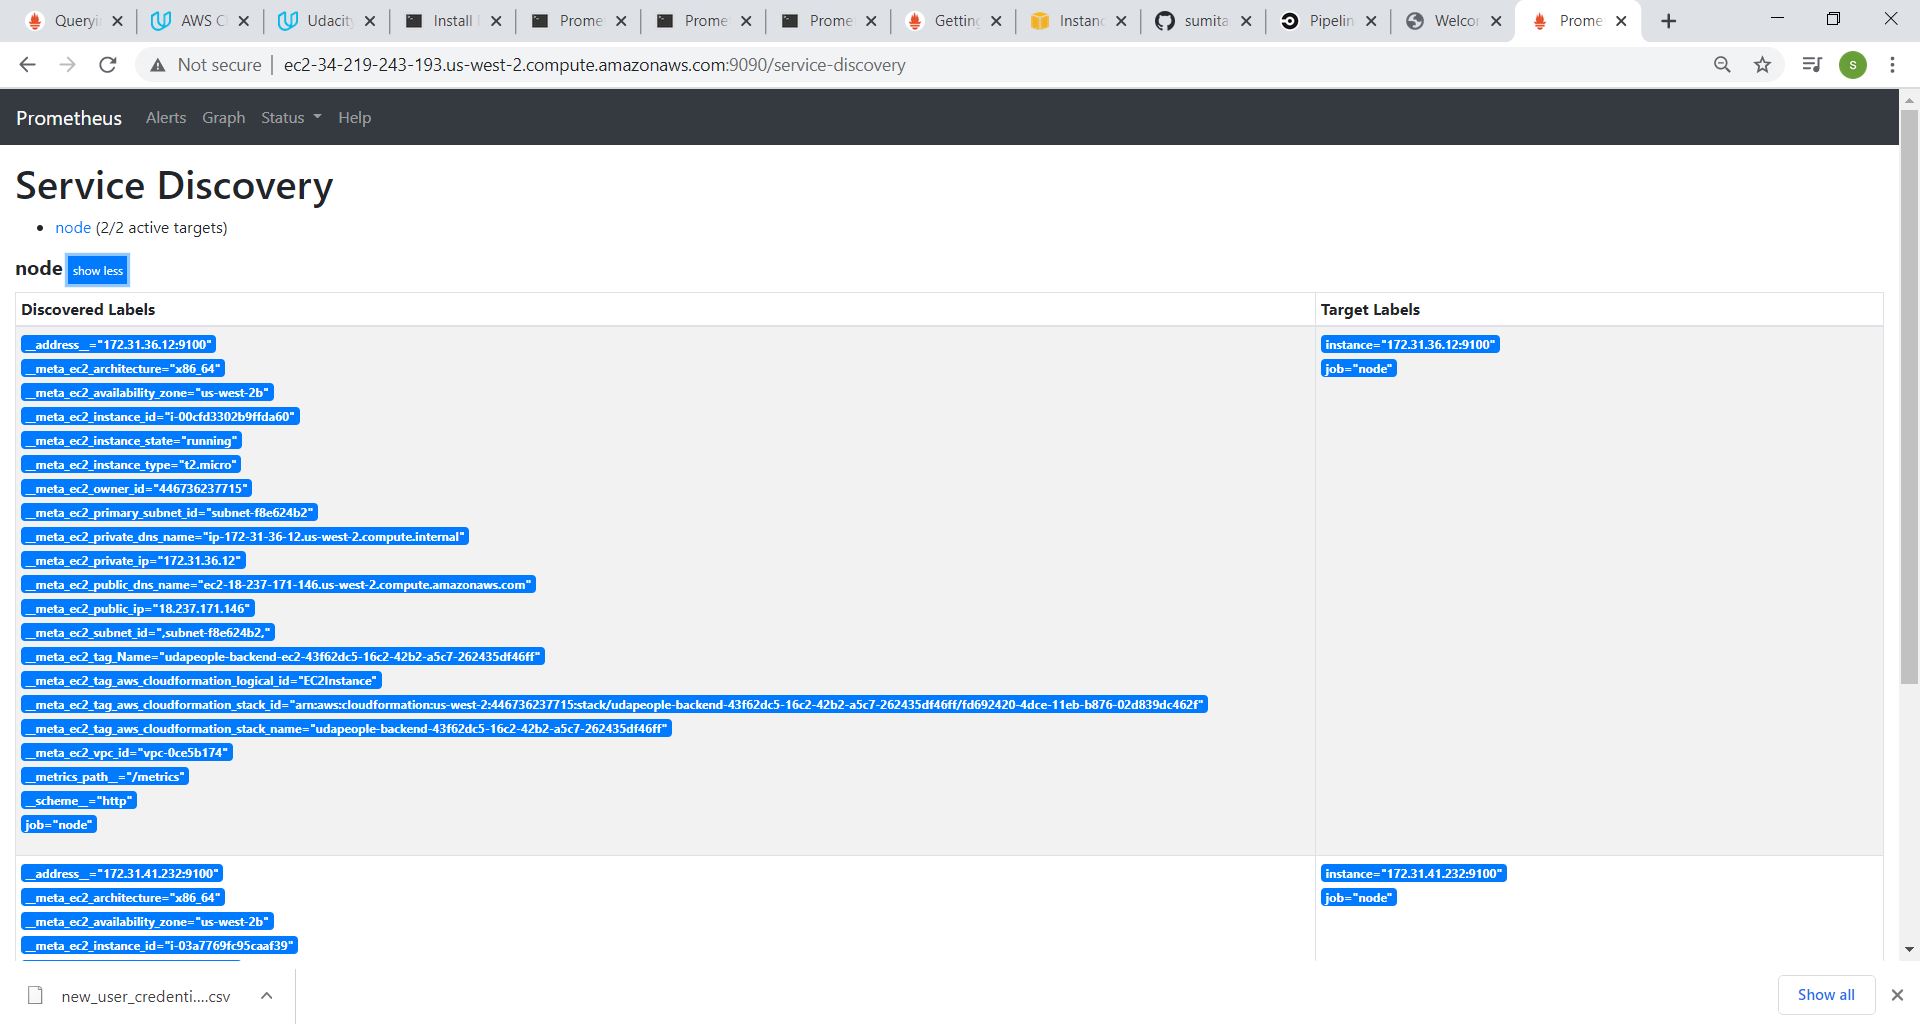 Queryi
AWS C
Udacity
Install
Prome
Prome
Prome
Getting
Instanc
sumita
Pipelin
Welcor
Prome
Not secure
ec2-34-219-243-193.us-west-2.compute.amazonaws.com:9090/service-discovery
s
Prometheus Alerts Graph Status Help
Service Discovery
node (2/2 active targets)
node show less
Discovered Labels
Target Labels
__address__="172.31.36.12:9100"
instance="172.31.36.12:9100"
__meta_ec2_architecture="x86_64"
job="node"
__meta_ec2_availability_zone="us-west-2b"
__meta_ec2_instance_id="i-00cfd3302b9ffda60"
__meta_ec2_instance_state="running"
__meta_ec2_instance_type="t2.micro"
__meta_ec2_owner_id="446736237715"
__meta_ec2_primary_subnet_id="subnet-f8e624b2"
__meta_ec2_private_dns_name="ip-172-31-36-12.us-west-2.compute.internal"
__meta_ec2_private_ip="172.31.36.12"
__meta_ec2_public_dns_name="ec2-18-237-171-146.us-west-2.compute.amazonaws.com"
__meta_ec2_public_ip="18.237.171.146"
__meta_ec2_subnet_id=",subnet-f8e624b2,"
__meta_ec2_tag_Name="udapeople-backend-ec2-43f62dc5-16c2-42b2-a5c7-262435df46ff"
__meta_ec2_tag_aws_cloudformation_logical_id="EC2Instance"
__meta_ec2_tag_aws_cloudformation_stack_id="arn:aws:cloudformation:us-west-2:446736237715:stack/udapeople-backend-43f62dc5-16c2-42b2-a5c7-262435df46ff/fd692420-4dce-11eb-b876-02d839dc462f"
__meta_ec2_tag_aws_cloudformation_stack_name="udapeople-backend-43f62dc5-16c2-42b2-a5c7-262435df46ff"
__meta_ec2_vpc_id="vpc-0ce5b174"
__metrics_path__="/metrics"
__scheme__="http"
job="node"
__address__="172.31.41.232:9100"
instance="172.31.41.232:9100"
__meta_ec2_architecture="x86_64"
job="node"
__meta_ec2_availability_zone="us-west-2b"
__meta_ec2_instance_id="i-03a7769fc95caaf39"
new_user_credenti....csv
Show all